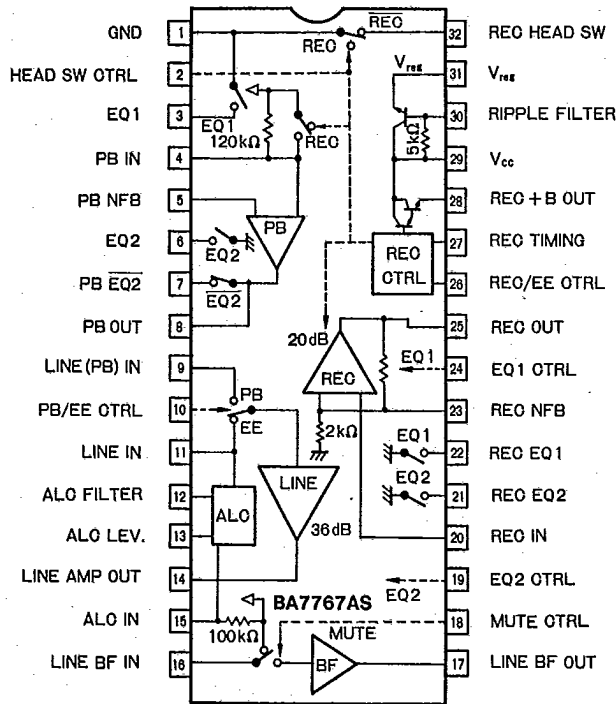 GND 1
HEAD SW CTRL 2
EQ1 3
PB IN 4
PB NFB 5
EQ2 6
PB EQ2 7
PB OUT 8
LINE(PB) IN 9
PB/EE CTRL 10
LINE IN 11
ALC FILTER 12
ALC LEV. 13
LINE AMP OUT 14
ALC IN 15
LINE BF IN 16
REC
REC
EQ1
120kΩ
REC
PB
EQ2
EQ2
PB
EE
ALC
LINE
36dB
100kΩ
BA7767AS
MUTE
BF
Vreg
5kΩ
REC
CTRL
20dB
REC
EQ1
2kΩ
EQ1
EQ2
EQ2
32 REC HEAD SW
31 Vreg
30 RIPPLE FILTER
29 Vcc
28 REC+B OUT
27 REC TIMING
26 REC/EE CTRL
25 REC OUT
24 EQ1 CTRL
23 REC NFB
22 REC EQ1
21 REC EQ2
20 REC IN
19 EQ2 CTRL
18 MUTE CTRL
17 LINE BF OUT